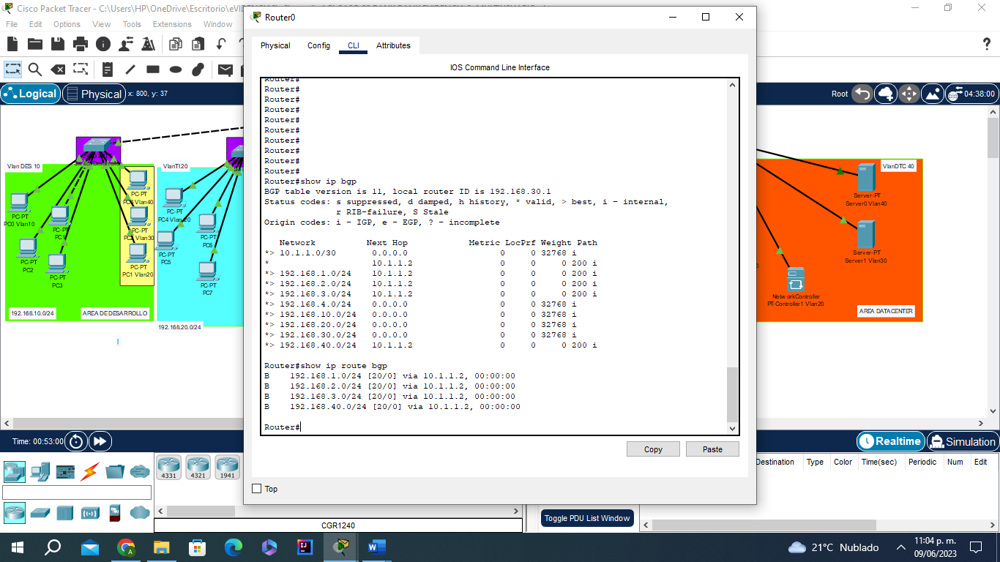 Cisco Packet Tracer - C:\Users\HP\OneDrive\Escritorio\eVIDENCIA
Router0
File Edit Options View Tools Extensions Window
Physical Config CLI Attributes
IOS Command Line Interface
Logical Physical x: 800, y: 37
Root 04:38:00
Router#
Router#
Router#
Router#
Router#
Router#
Router#
Router#
Router#
Router#
Router#show ip bgp
BGP table version is 11, local router ID is 192.168.30.1
Status codes: s suppressed, d damped, h history, * valid, > best, i - internal,
r RIB-failure, S Stale
Origin codes: i - IGP, e - EGP, ? - incomplete
Network Next Hop Metric LocPrf Weight Path
*> 10.1.1.0/30 0.0.0.0 0 0 32768 i
* 10.1.1.2 0 0 0 200 i
*> 192.168.1.0/24 10.1.1.2 0 0 0 200 i
*> 192.168.2.0/24 10.1.1.2 0 0 0 200 i
*> 192.168.3.0/24 10.1.1.2 0 0 0 200 i
*> 192.168.4.0/24 0.0.0.0 0 0 32768 i
*> 192.168.10.0/24 0.0.0.0 0 0 32768 i
*> 192.168.20.0/24 0.0.0.0 0 0 32768 i
*> 192.168.30.0/24 0.0.0.0 0 0 32768 i
*> 192.168.40.0/24 10.1.1.2 0 0 0 200 i
Router#show ip route bgp
B 192.168.1.0/24 [20/0] via 10.1.1.2, 00:00:00
B 192.168.2.0/24 [20/0] via 10.1.1.2, 00:00:00
B 192.168.3.0/24 [20/0] via 10.1.1.2, 00:00:00
B 192.168.40.0/24 [20/0] via 10.1.1.2, 00:00:00
Router#
Copy Paste
Top
Vlan DES 10
VlanTI20
PC-PT
Vlan40
PC-PT
PC0 Vlan10
PC-PT
PC1
PC-PT
Vlan30
PC-PT
PC2
PC-PT
PC3
PC-PT
PC1 Vlan20
PC-PT
PC4 Vlan 20
PC-PT
PC5
PC-PT
PC6
PC-PT
PC7
192.168.10.0/24
AREA DE DESARROLLO
192.168.20.0/24
VlanDTC 40
Server-PT
Server0 Vlan40
Server-PT
Server1 Vlan30
NetworkController
PT-Controller1 Vlan20
AREA DATACENTER
Time: 00:53:00
Realtime Simulation
4331 4321 1941
CGR1240
Destination Type Color Time(sec) Periodic Num Edit
Toggle PDU List Window
21°C Nublado
11:04 p. m.
09/06/2023